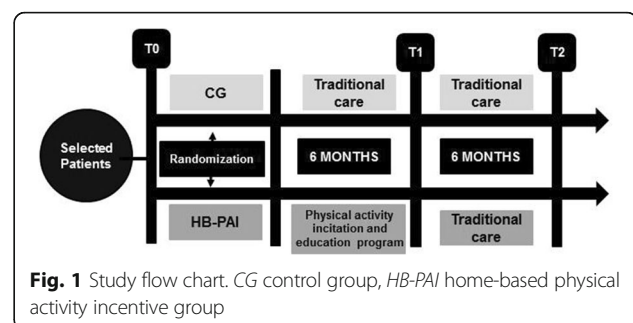 T0
T1
T2
CG
Traditional
care
Traditional
care
Selected
Patients
Randomization
6 MONTHS
6 MONTHS
HB-PAI
Physical activity
incitation and
education program
Traditional
care
Fig. 1 Study flow chart. CG control group, HB-PAI home-based physical
activity incentive group